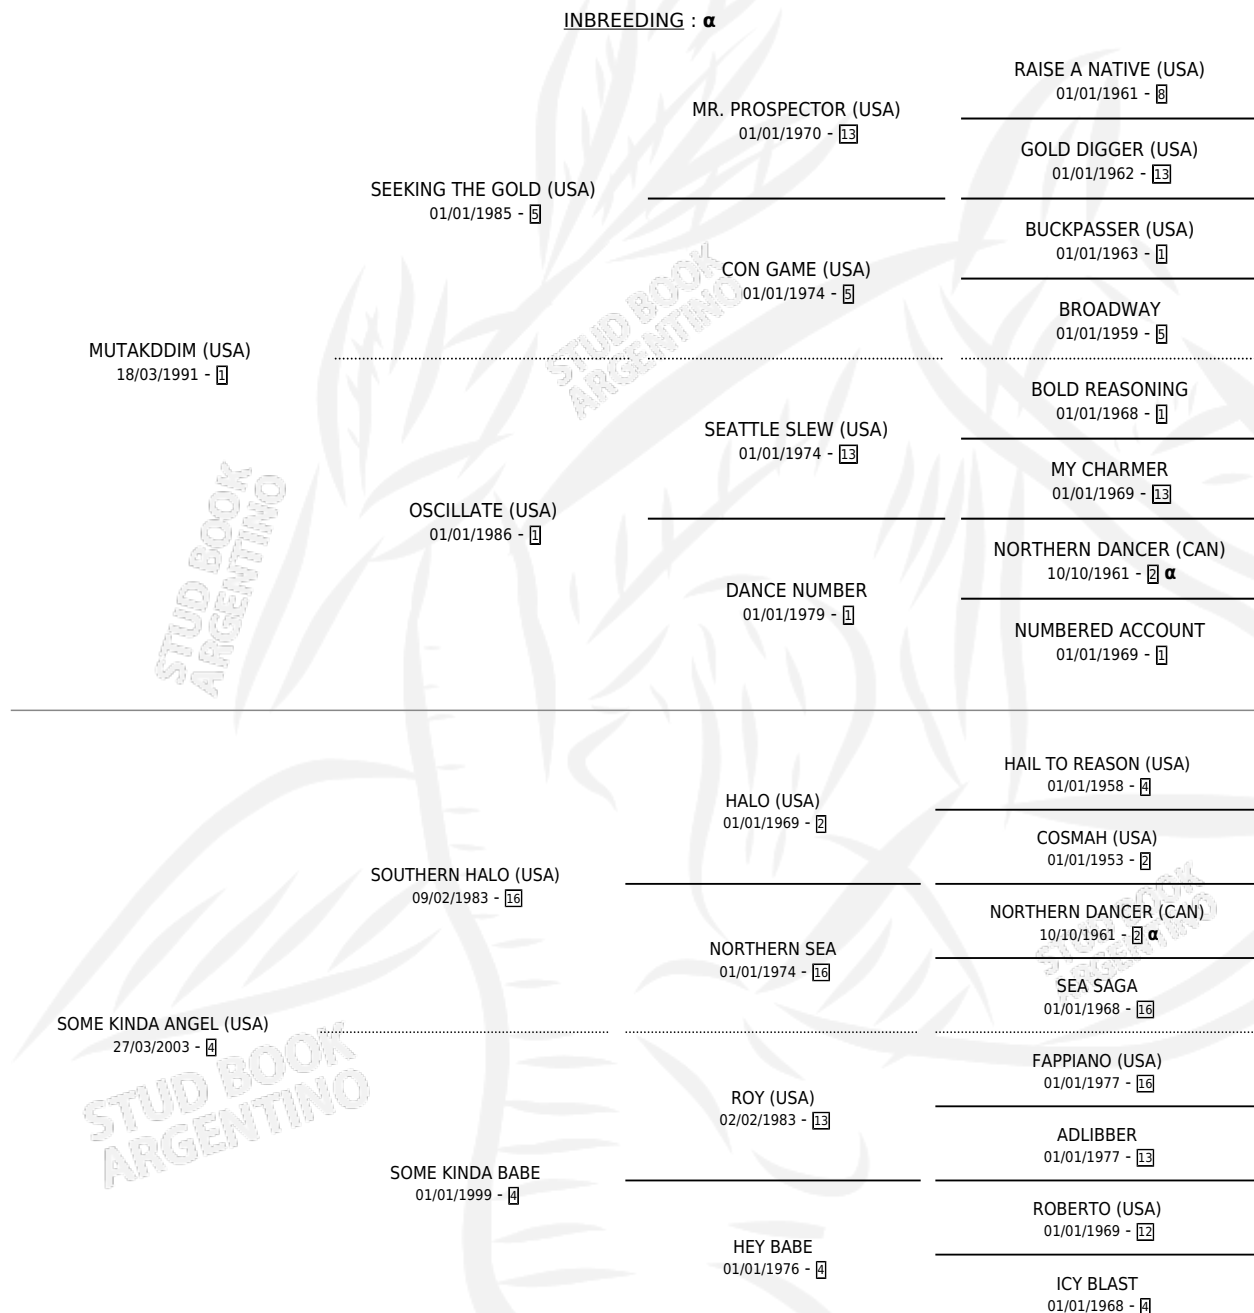 INBREEDING : α
RAISE A NATIVE (USA)
01/01/1961 - 8
MR. PROSPECTOR (USA)
01/01/1970 - 13
GOLD DIGGER (USA)
01/01/1962 - 13
SEEKING THE GOLD (USA)
01/01/1985 - 5
BUCKPASSER (USA)
01/01/1963 - 1
CON GAME (USA)
01/01/1974 - 5
BROADWAY
01/01/1959 - 5
MUTAKDDIM (USA)
18/03/1991 - 1
BOLD REASONING
01/01/1968 - 1
SEATTLE SLEW (USA)
01/01/1974 - 13
MY CHARMER
01/01/1969 - 13
OSCILLATE (USA)
01/01/1986 - 1
NORTHERN DANCER (CAN)
10/10/1961 - 2 α
DANCE NUMBER
01/01/1979 - 1
NUMBERED ACCOUNT
01/01/1969 - 1
HAIL TO REASON (USA)
01/01/1958 - 4
HALO (USA)
01/01/1969 - 2
COSMAH (USA)
01/01/1953 - 2
SOUTHERN HALO (USA)
09/02/1983 - 16
NORTHERN DANCER (CAN)
10/10/1961 - 2 α
NORTHERN SEA
01/01/1974 - 16
SEA SAGA
01/01/1968 - 16
SOME KINDA ANGEL (USA)
27/03/2003 - 4
FAPPIANO (USA)
01/01/1977 - 16
ROY (USA)
02/02/1983 - 13
ADLIBBER
01/01/1977 - 13
SOME KINDA BABE
01/01/1999 - 4
ROBERTO (USA)
01/01/1969 - 12
HEY BABE
01/01/1976 - 4
ICY BLAST
01/01/1968 - 4
STUD BOOK
ARGENTINO
STUD BOOK
ARGENTINO
STUD BOOK
ARGENTINO
STUD BOOK
ARGENTINO